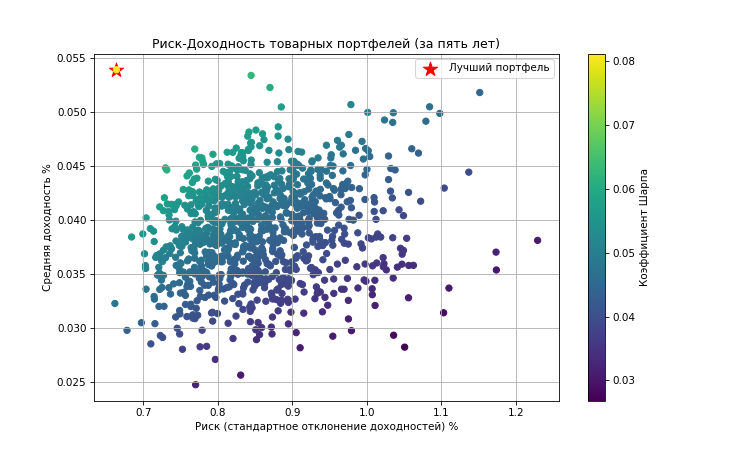 Риск-Доходность товарных портфелей (за пять лет)
Лучший портфель
Средняя доходность %
0.055
0.050
0.045
0.040
0.035
0.030
0.025
0.7 0.8 0.9 1.0 1.1 1.2
Риск (стандартное отклонение доходностей) %
0.08
0.07
0.06
0.05
0.04
0.03
Коэффициент Шарпа